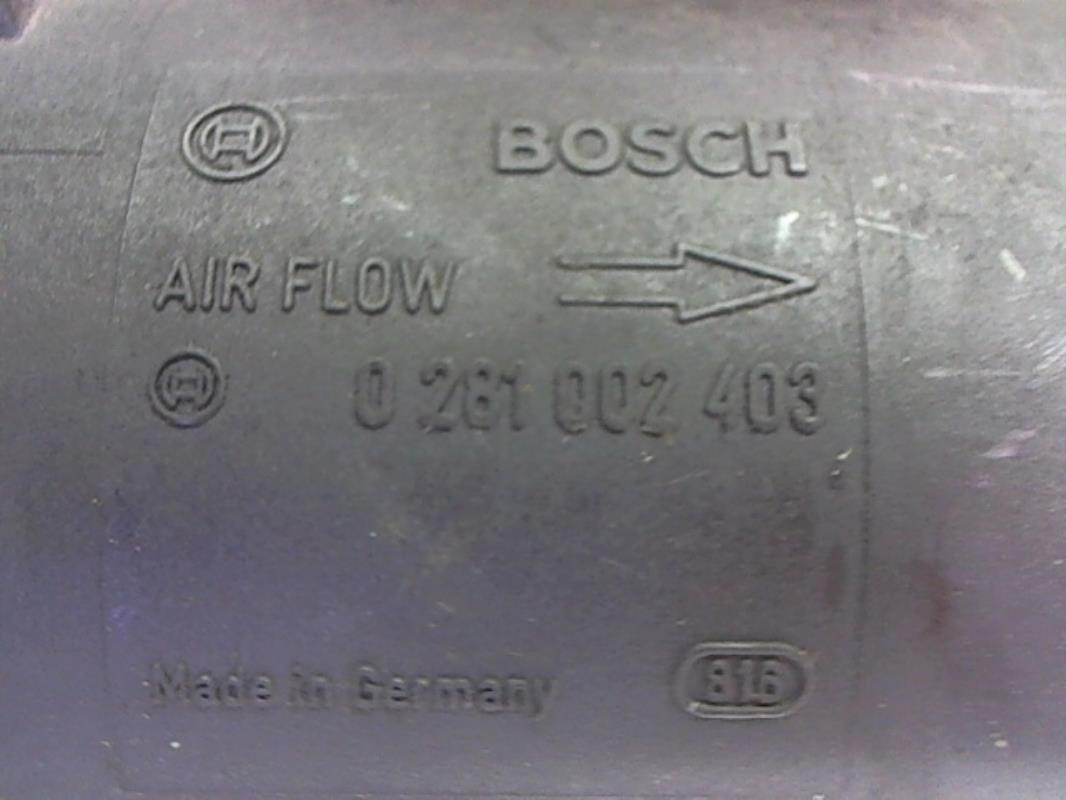 BOSCH
AIR FLOW
0 281 002 403
Made in Germany 816